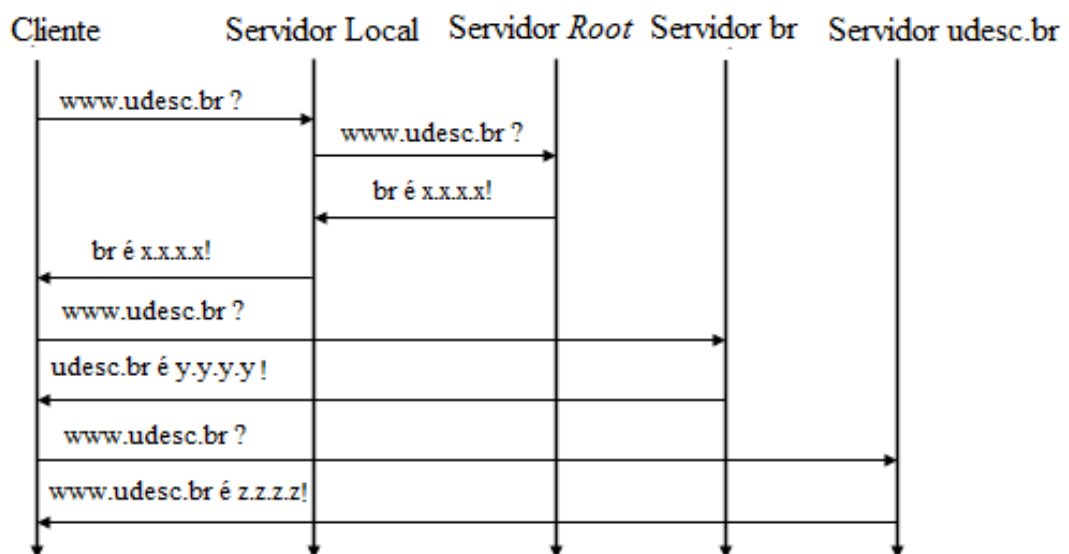 Cliente Servidor Local Servidor Root Servidor br Servidor udesc.br
www.udesc.br ?
www.udesc.br ?
br é x.x.x.x!
br é x.x.x.x!
www.udesc.br ?
udesc.br é y.y.y.y !
www.udesc.br ?
www.udesc.br é z.z.z.z!